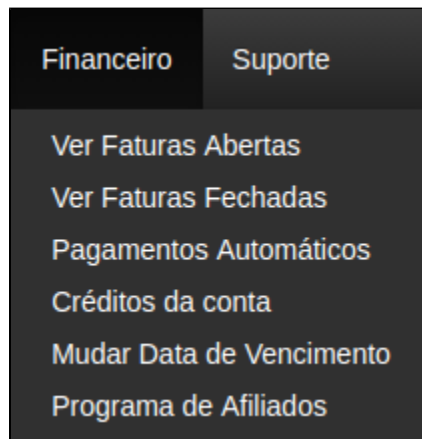 Financeiro Suporte
Ver Faturas Abertas
Ver Faturas Fechadas
Pagamentos Automáticos
Créditos da conta
Mudar Data de Vencimento
Programa de Afiliados